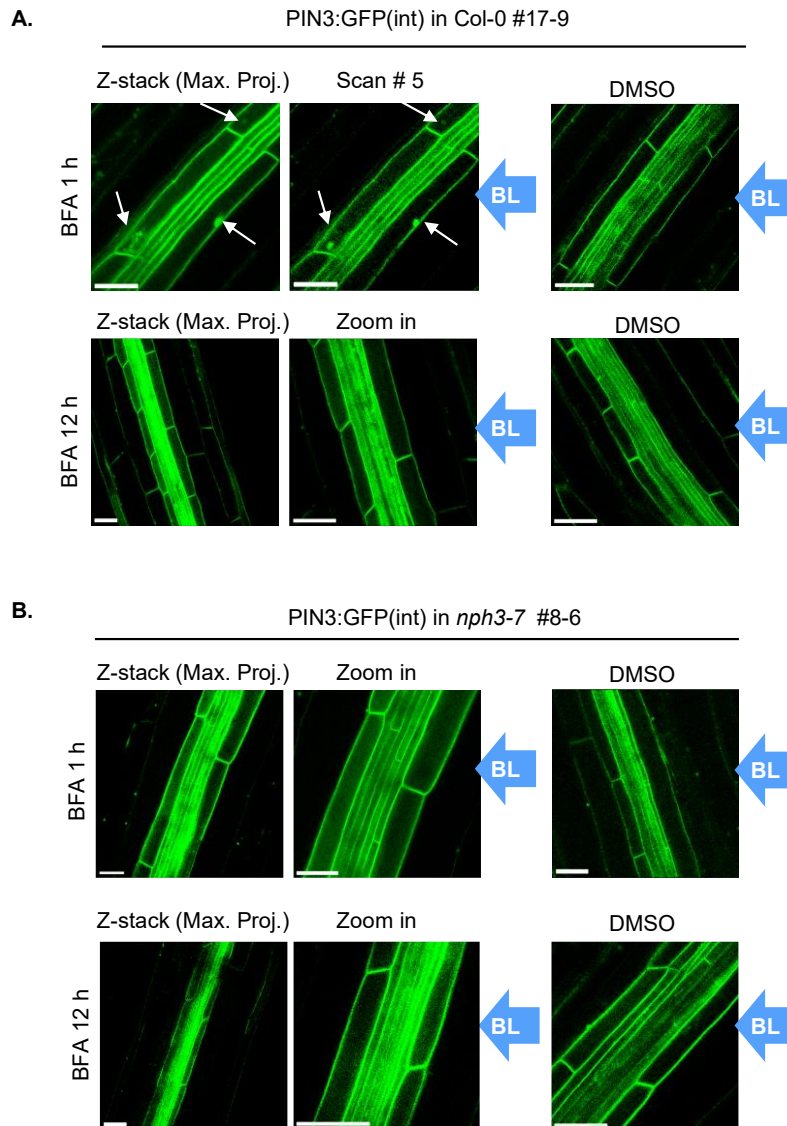 A.
PIN3:GFP(int) in Col-0 #17-9
Z-stack (Max. Proj.)
Scan # 5
DMSO
BFA 1 h
BL
BL
Z-stack (Max. Proj.)
Zoom in
DMSO
BFA 12 h
BL
BL
B.
PIN3:GFP(int) in nph3-7 #8-6
Z-stack (Max. Proj.)
Zoom in
DMSO
BFA 1 h
BL
BL
Z-stack (Max. Proj.)
Zoom in
DMSO
BFA 12 h
BL
BL